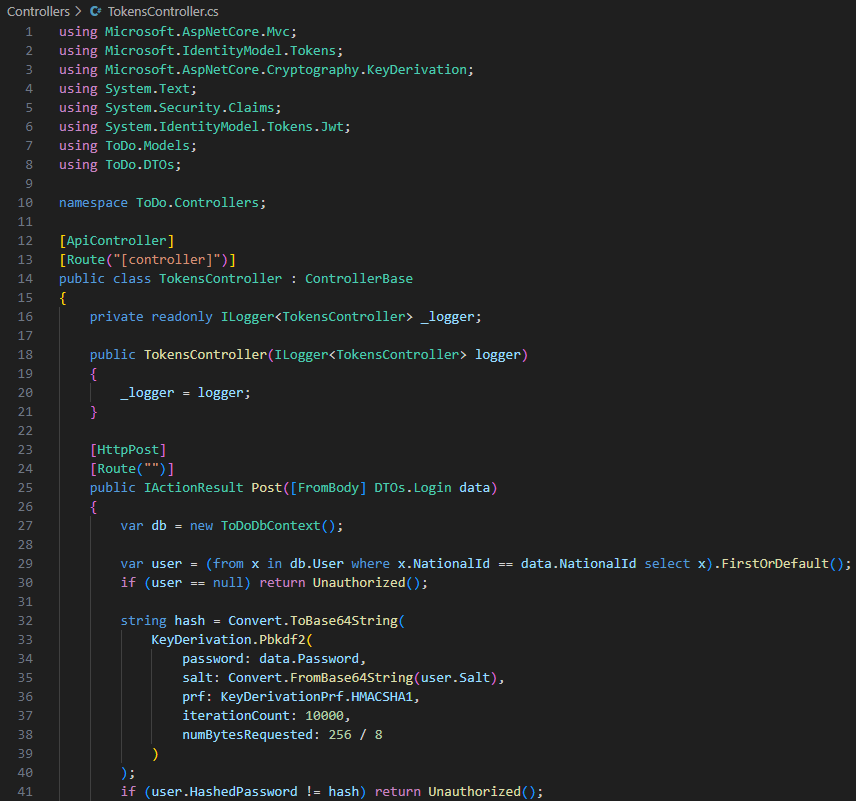 Controllers > C# TokensController.cs
1 using Microsoft.AspNetCore.Mvc;
2 using Microsoft.IdentityModel.Tokens;
3 using Microsoft.AspNetCore.Cryptography.KeyDerivation;
4 using System.Text;
5 using System.Security.Claims;
6 using System.IdentityModel.Tokens.Jwt;
7 using ToDo.Models;
8 using ToDo.DTOs;
9
10 namespace ToDo.Controllers;
11
12 [ApiController]
13 [Route("[controller]")]
14 public class TokensController : ControllerBase
15 {
16     private readonly ILogger<TokensController> _logger;
17
18     public TokensController(ILogger<TokensController> logger)
19     {
20         _logger = logger;
21     }
22
23     [HttpPost]
24     [Route("")]
25     public IActionResult Post([FromBody] DTOs.Login data)
26     {
27         var db = new ToDoDbContext();
28
29         var user = (from x in db.User where x.NationalId == data.NationalId select x).FirstOrDefault();
30         if (user == null) return Unauthorized();
31
32         string hash = Convert.ToBase64String(
33             KeyDerivation.Pbkdf2(
34                 password: data.Password,
35                 salt: Convert.FromBase64String(user.Salt),
36                 prf: KeyDerivationPrf.HMACSHA1,
37                 iterationCount: 10000,
38                 numBytesRequested: 256 / 8
39             )
40         );
41         if (user.HashedPassword != hash) return Unauthorized();